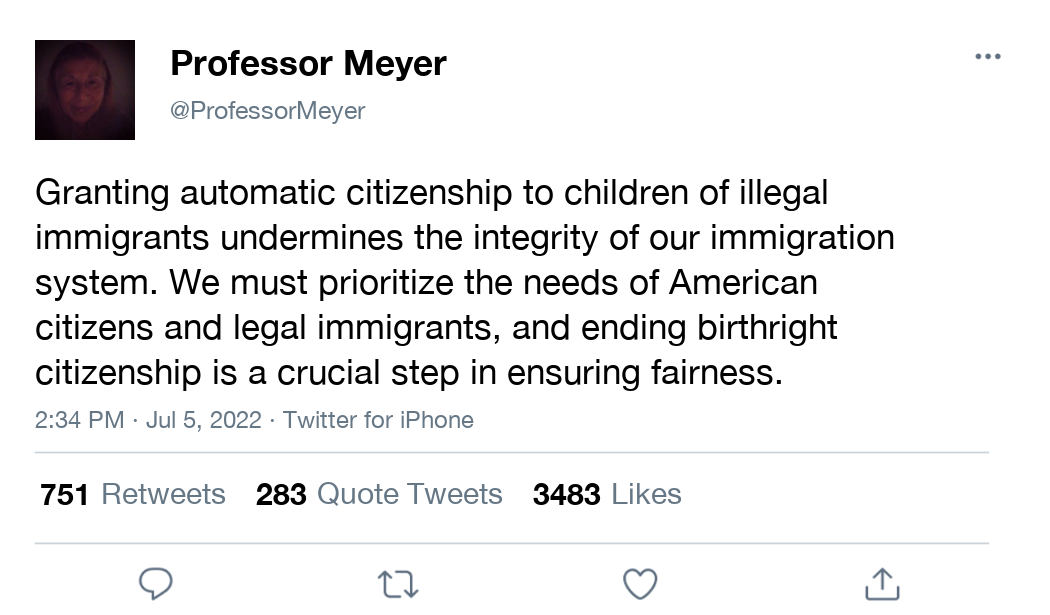 Professor Meyer
@ProfessorMeyer
Granting automatic citizenship to children of illegal
immigrants undermines the integrity of our immigration
system. We must prioritize the needs of American
citizens and legal immigrants, and ending birthright
citizenship is a crucial step in ensuring fairness.
2:34 PM · Jul 5, 2022 · Twitter for iPhone
751 Retweets 283 Quote Tweets 3483 Likes